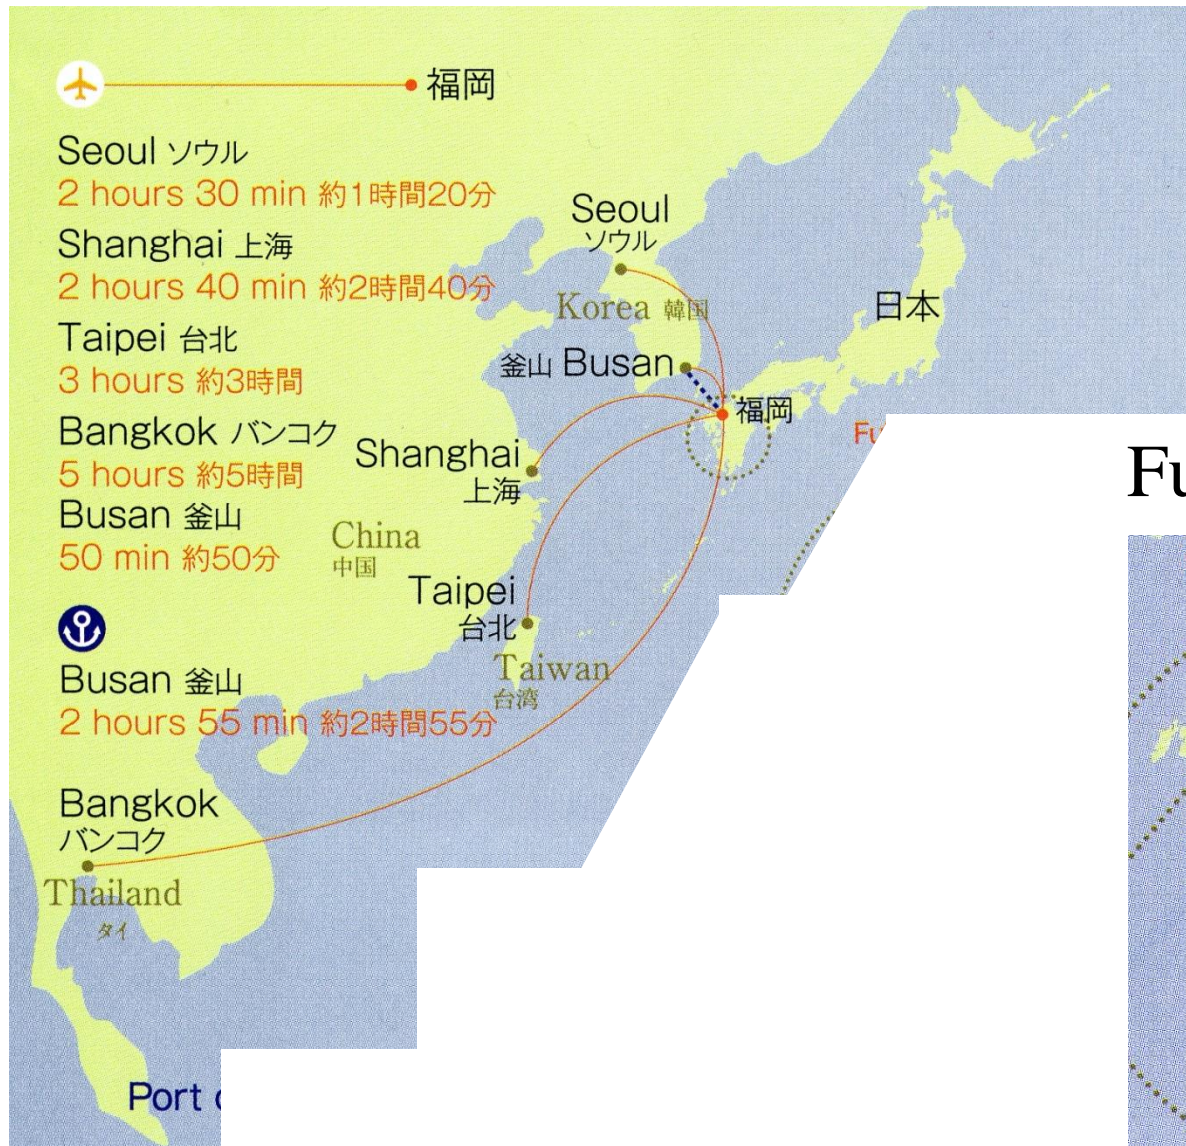 福岡
Seoul ソウル
2 hours 30 min 約1時間20分
Shanghai 上海
2 hours 40 min 約2時間40分
Taipei 台北
3 hours 約3時間
Bangkok バンコク
5 hours 約5時間
Busan 釜山
50 min 約50分
Busan 釜山
2 hours 55 min 約2時間55分
Seoul
ソウル
Korea 韓国
日本
釜山 Busan
福岡
Fu
Shanghai
上海
Fu
China
中国
Taipei
台北
Taiwan
台湾
Bangkok
バンコク
Thailand
タイ
Port